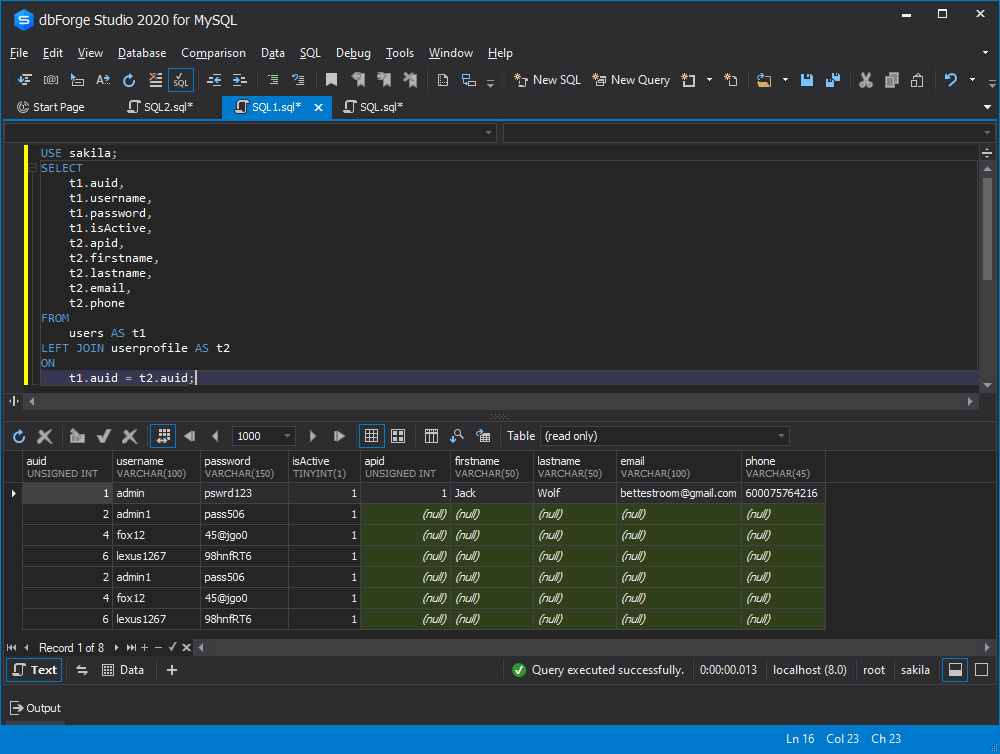 dbForge Studio 2020 for MySQL
File Edit View Database Comparison Data SQL Debug Tools Window Help
SQL New SQL New Query
Start Page SQL2.sql* SQL1.sql* SQL.sql*
USE sakila;
SELECT
t1.auid,
t1.username,
t1.password,
t1.isActive,
t2.apid,
t2.firstname,
t2.lastname,
t2.email,
t2.phone
FROM
users AS t1
LEFT JOIN userprofile AS t2
ON
t1.auid = t2.auid;
1000 Table (read only)
auid username password isActive apid firstname lastname email phone
UNSIGNED INT VARCHAR(100) VARCHAR(150) TINYINT(1) UNSIGNED INT VARCHAR(50) VARCHAR(50) VARCHAR(100) VARCHAR(45)
1 admin pswrd123 1 1 Jack Wolf bettestroom@gmail.com 600075764216
2 admin1 pass506 1 (null) (null) (null) (null) (null)
4 fox12 45@jgo0 1 (null) (null) (null) (null) (null)
6 lexus1267 98hnfRT6 1 (null) (null) (null) (null) (null)
2 admin1 pass506 1 (null) (null) (null) (null) (null)
4 fox12 45@jgo0 1 (null) (null) (null) (null) (null)
6 lexus1267 98hnfRT6 1 (null) (null) (null) (null) (null)
Record 1 of 8
Text Data Query executed successfully. 0:00:00.013 localhost (8.0) root sakila
Output
Ln 16 Col 23 Ch 23